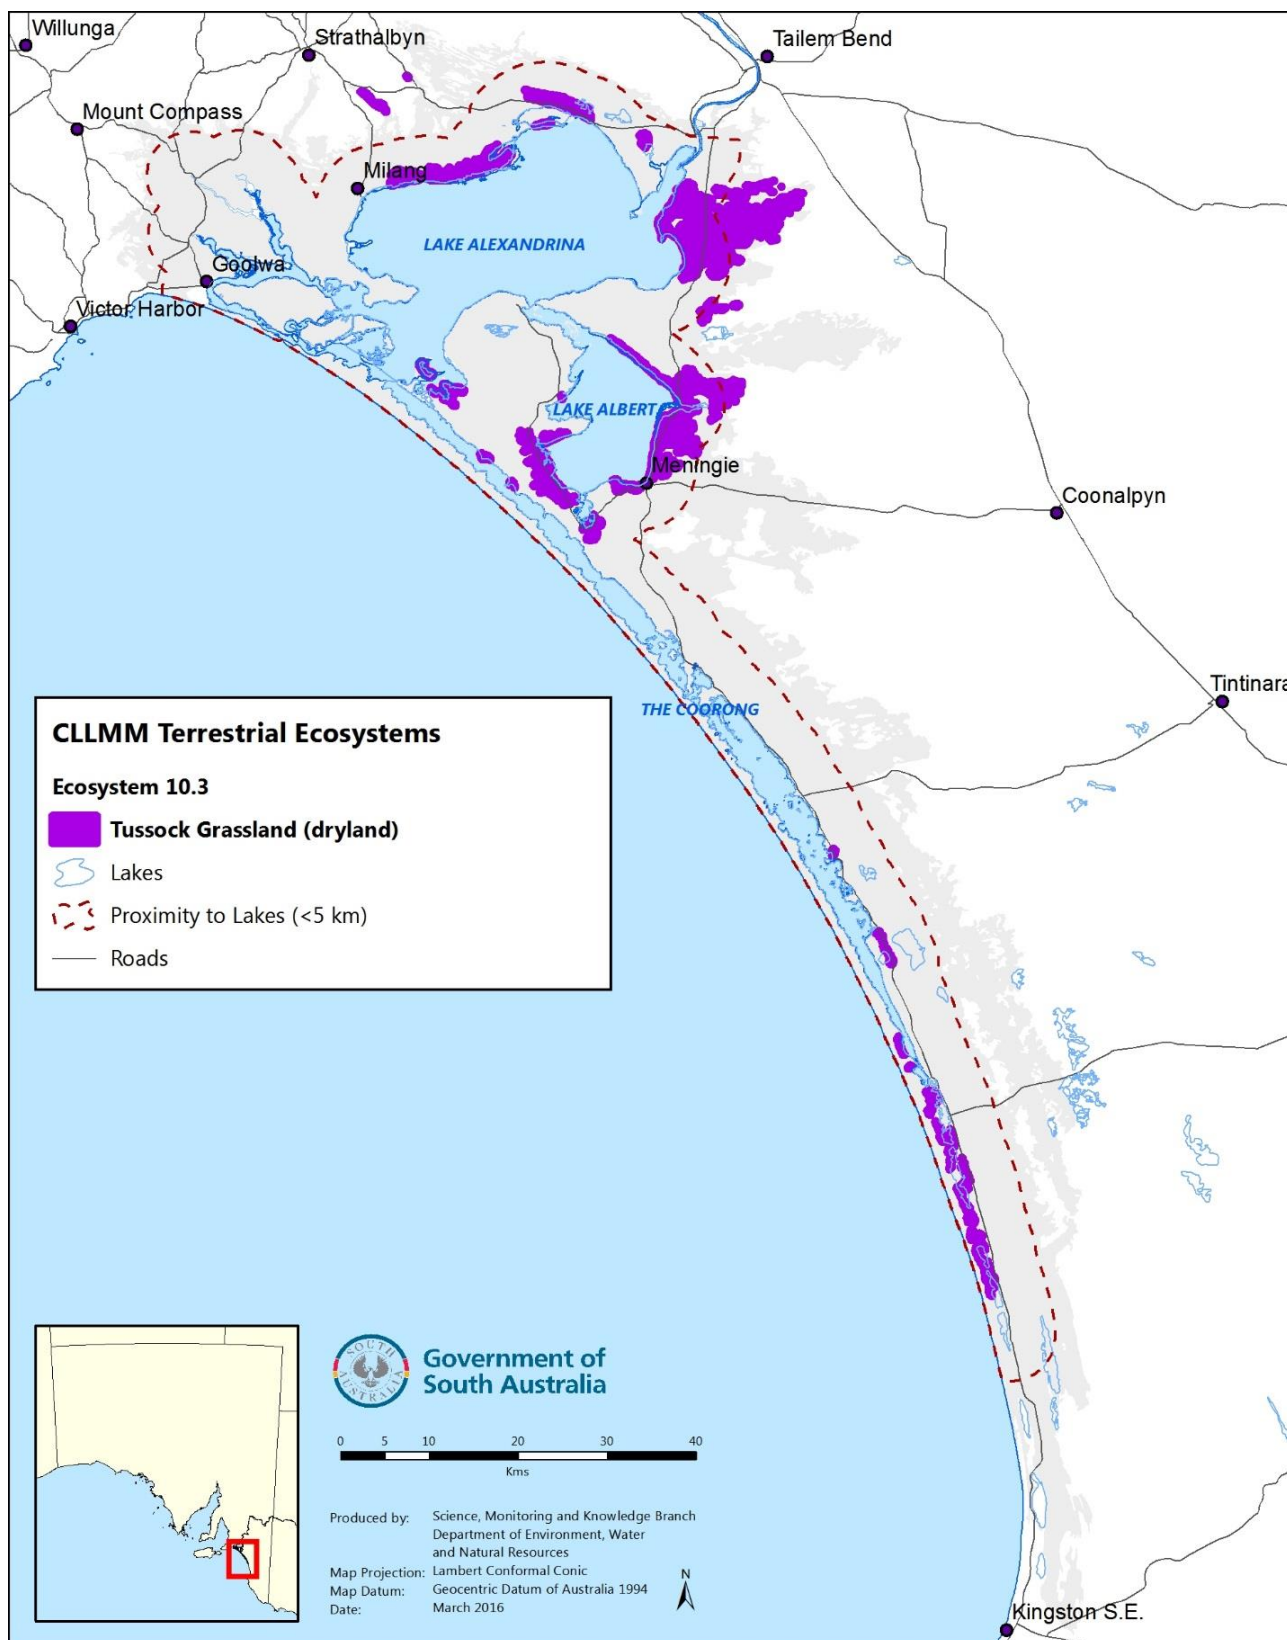 Willunga
Strathalbyn
Tailem Bend
Mount Compass
Milang
LAKE ALEXANDRINA
Goolwa
Victor Harbor
LAKE ALBERT
Meningie
Coonalpyn
Tintinara
THE COORONG
CLLMM Terrestrial Ecosystems
Ecosystem 10.3
Tussock Grassland (dryland)
Lakes
Proximity to Lakes (<5 km)
Roads
SOUTH AUSTRALIA
Government of
South Australia
0 5 10 20 30 40
Kms
Produced by: Science, Monitoring and Knowledge Branch
Department of Environment, Water
and Natural Resources
Map Projection: Lambert Conformal Conic
Map Datum: Geocentric Datum of Australia 1994
Date: March 2016
N
Kingston S.E.